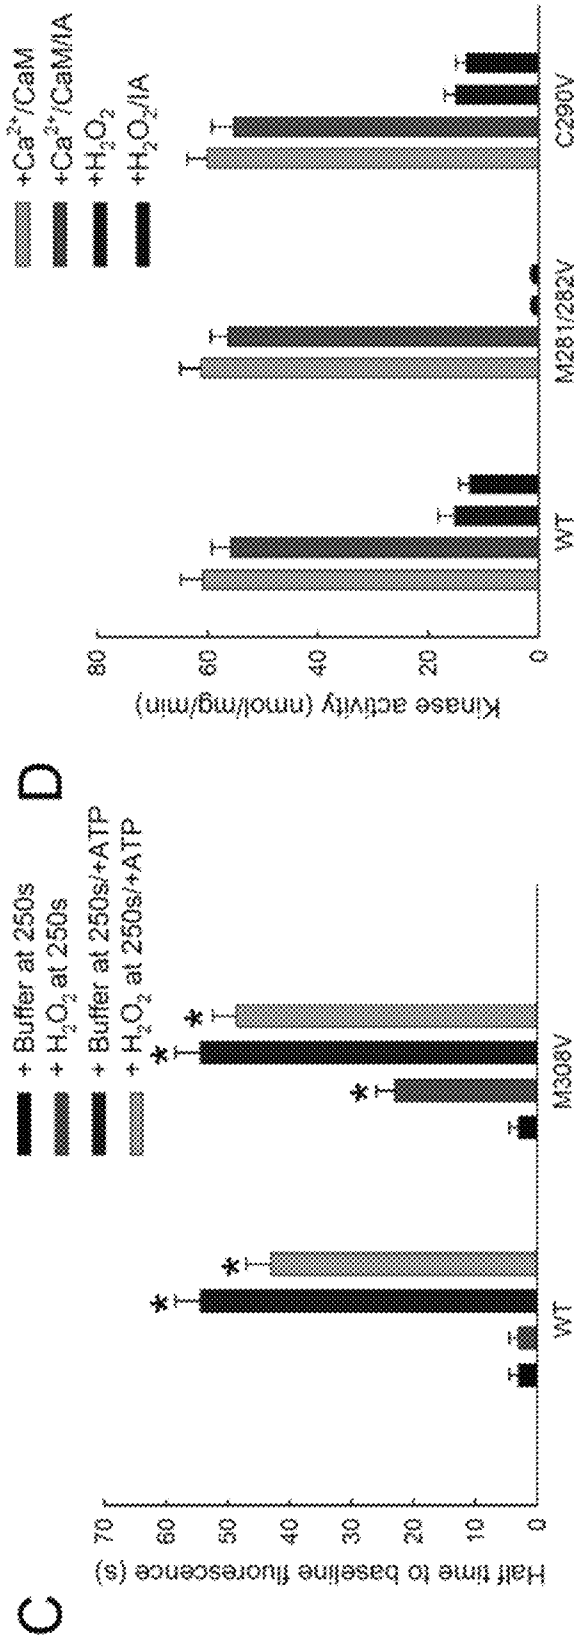 C
+ Buffer at 250s
+ H₂O₂ at 250s
+ Buffer at 250s/+ATP
+ H₂O₂ at 250s/+ATP
Half time to baseline fluorescence (s)
70
60
50
40
30
20
10
0
* * * * *
WT M308V
D
+Ca²⁺/CaM
+Ca²⁺/CaM/IA
+H₂O₂
+H₂O₂/IA
Kinase activity (nmol/mg/min)
80
60
40
20
0
WT M281/282V C290V